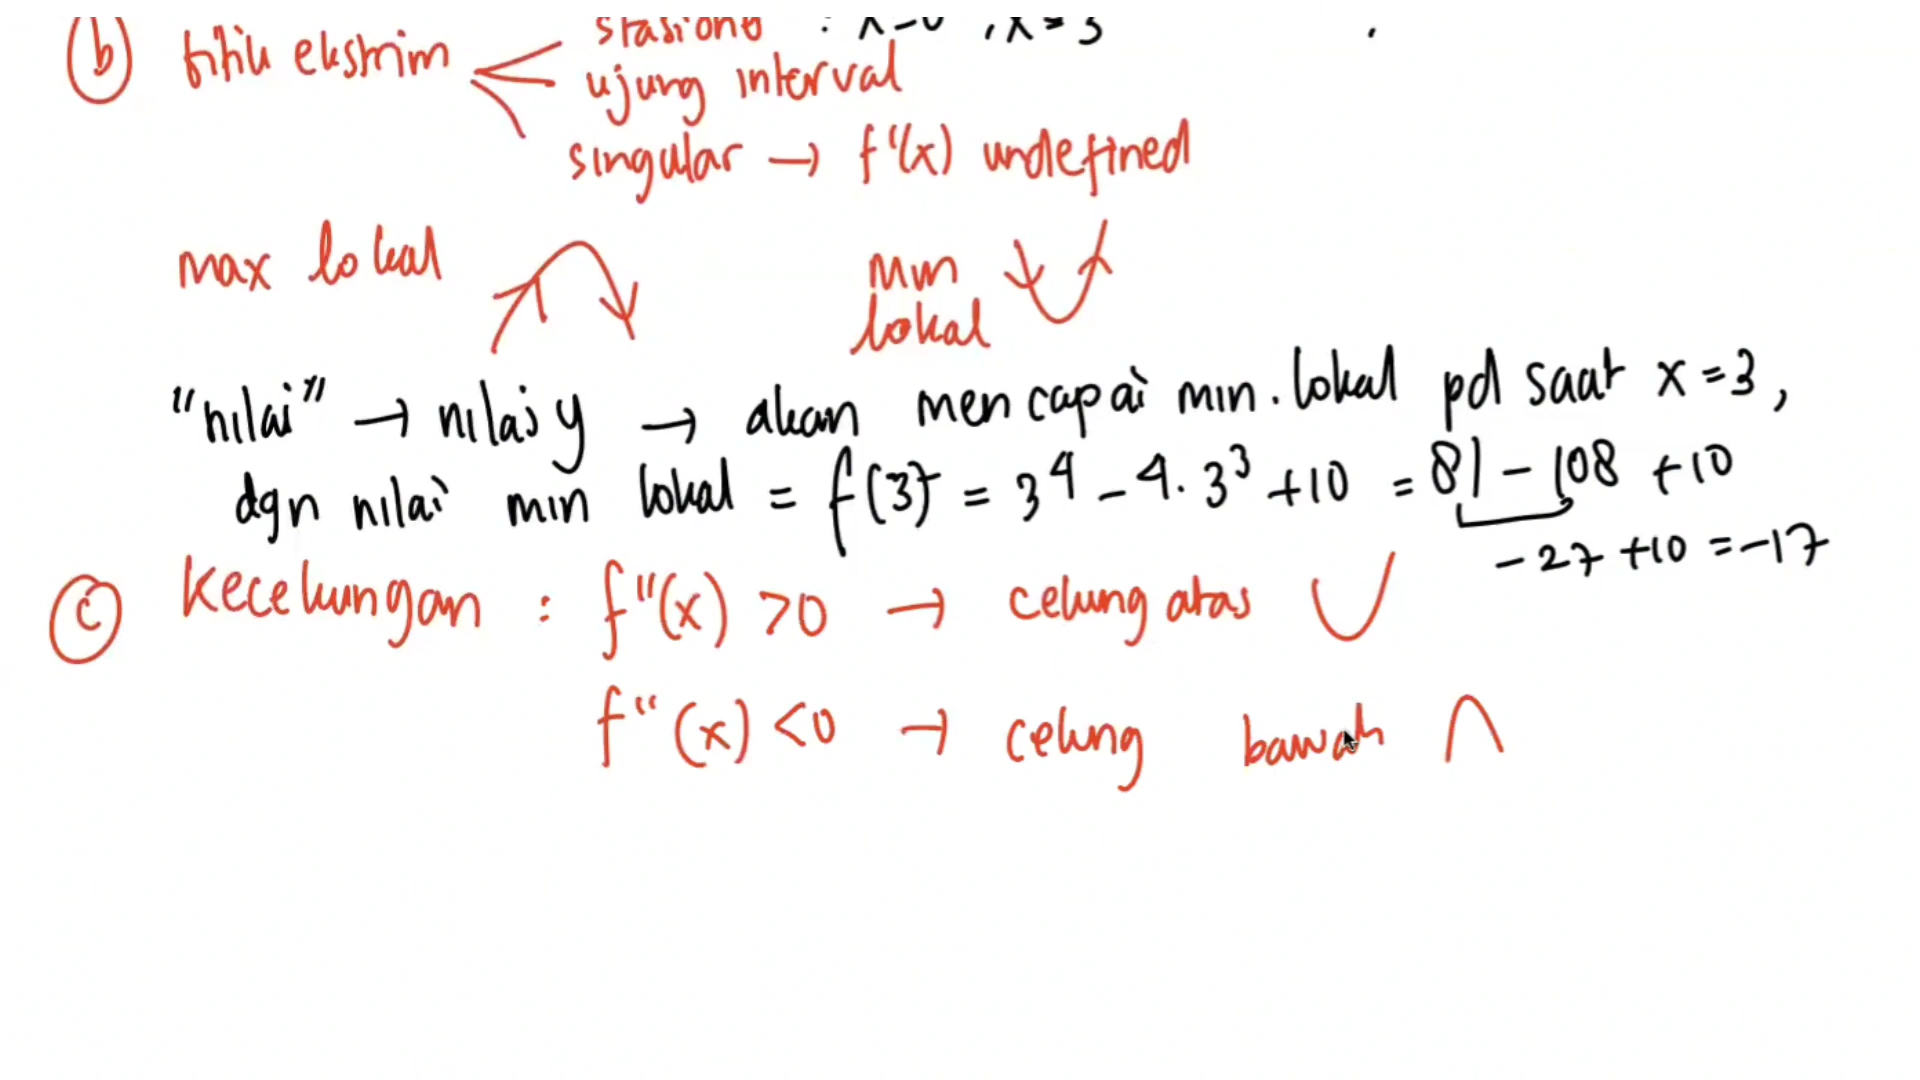 stasioner : x=0 , x=3
(b) titik ekstrim
ujung interval
singular → f'(x) undefined
max lokal
min
lokal
"nilai" → nilai y → akan mencapai min. lokal pd saat x = 3,
dgn nilai min lokal = f(3) = 3⁴ – 4. 3³ +10 = 81 – 108 +10
–27 +10 = –17
(c) kecekungan : f"(x) >0 → cekung atas
f"(x) <0 → cekung bawah